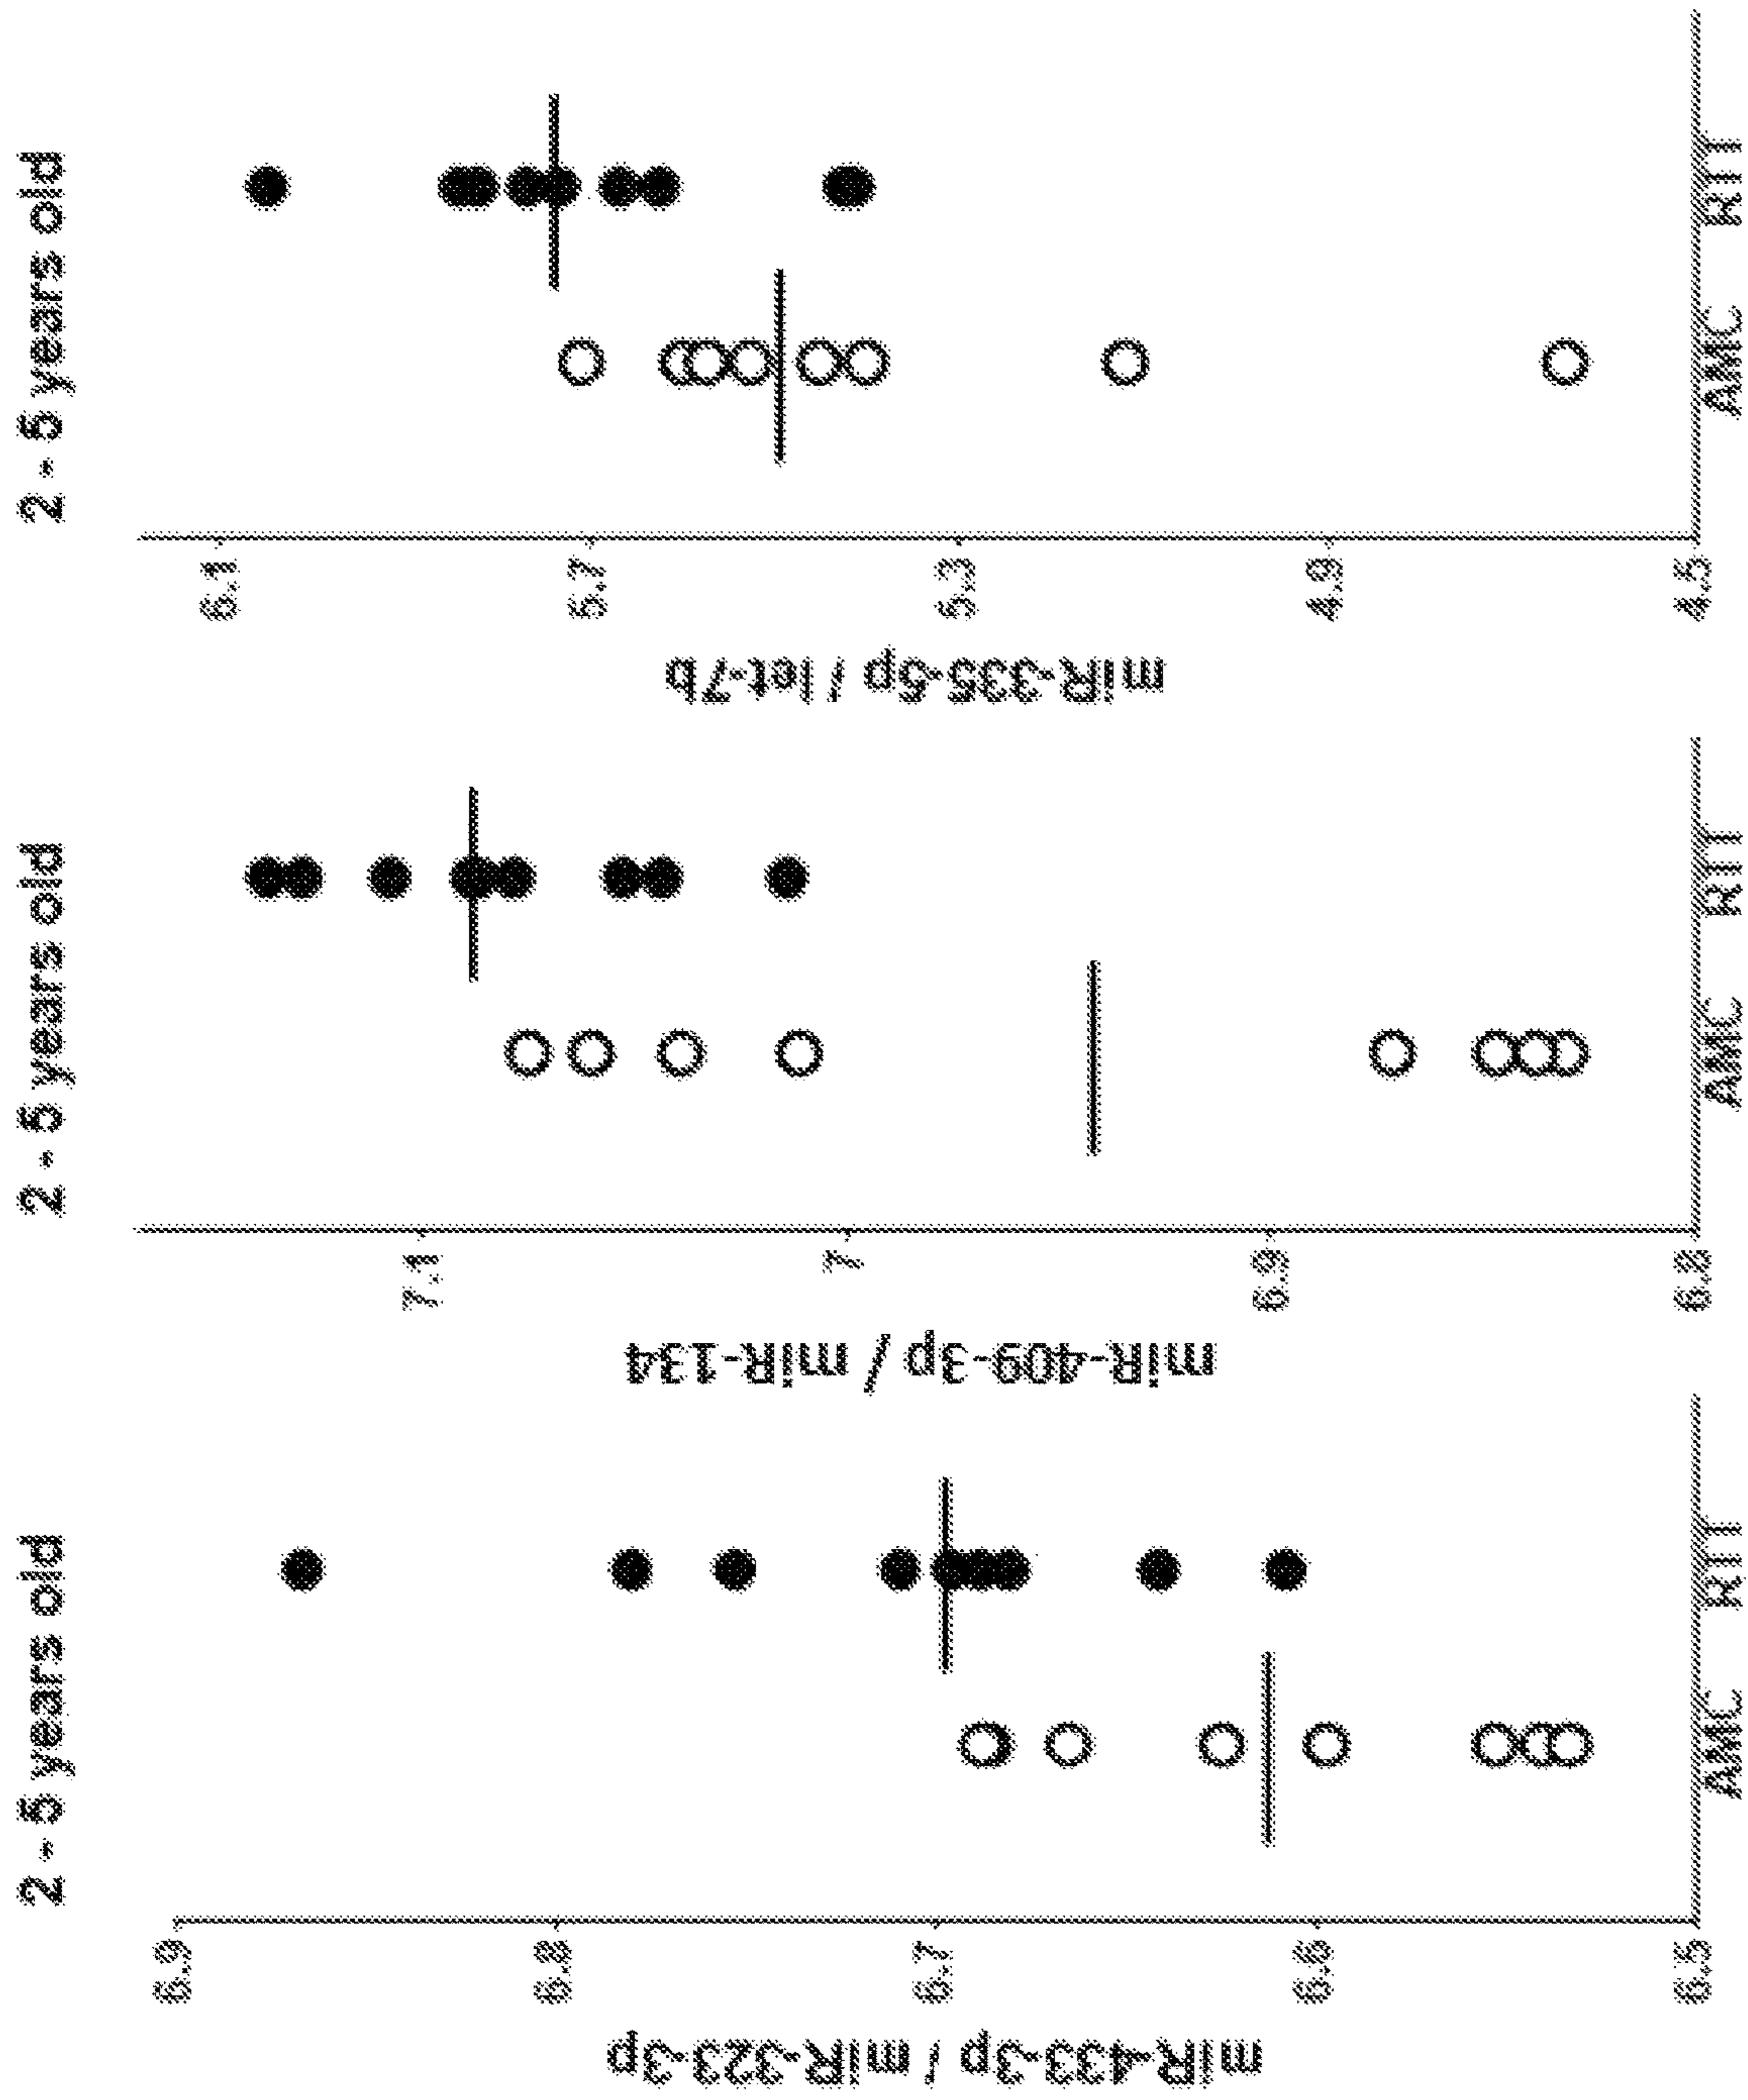 2 - 5 years old
miR-433-3p / miR-323-3p
6.9
6.8
6.7
6.6
6.5
AMC RTT
2 - 5 years old
miR-409-3p / miR-134
7.1
7
6.9
6.8
AMC RTT
2 - 5 years old
miR-335-5p / let-7b
6.1
5.7
5.3
4.9
4.5
AMC RTT